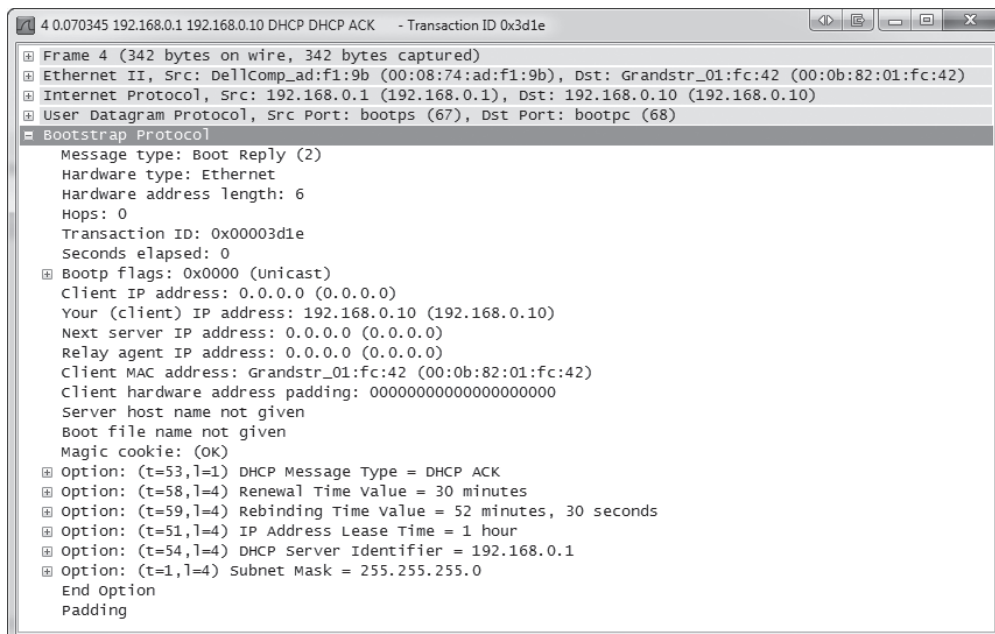 4 0.070345 192.168.0.1 192.168.0.10 DHCP DHCP ACK - Transaction ID 0x3d1e
Frame 4 (342 bytes on wire, 342 bytes captured)
Ethernet II, Src: DellComp_ad:f1:9b (00:08:74:ad:f1:9b), Dst: Grandstr_01:fc:42 (00:0b:82:01:fc:42)
Internet Protocol, Src: 192.168.0.1 (192.168.0.1), Dst: 192.168.0.10 (192.168.0.10)
User Datagram Protocol, Src Port: bootps (67), Dst Port: bootpc (68)
Bootstrap Protocol
Message type: Boot Reply (2)
Hardware type: Ethernet
Hardware address length: 6
Hops: 0
Transaction ID: 0x00003d1e
Seconds elapsed: 0
Bootp flags: 0x0000 (Unicast)
Client IP address: 0.0.0.0 (0.0.0.0)
Your (client) IP address: 192.168.0.10 (192.168.0.10)
Next server IP address: 0.0.0.0 (0.0.0.0)
Relay agent IP address: 0.0.0.0 (0.0.0.0)
Client MAC address: Grandstr_01:fc:42 (00:0b:82:01:fc:42)
Client hardware address padding: 00000000000000000000
Server host name not given
Boot file name not given
Magic cookie: (OK)
Option: (t=53,l=1) DHCP Message Type = DHCP ACK
Option: (t=58,l=4) Renewal Time Value = 30 minutes
Option: (t=59,l=4) Rebinding Time Value = 52 minutes, 30 seconds
Option: (t=51,l=4) IP Address Lease Time = 1 hour
Option: (t=54,l=4) DHCP Server Identifier = 192.168.0.1
Option: (t=1,l=4) Subnet Mask = 255.255.255.0
End Option
Padding